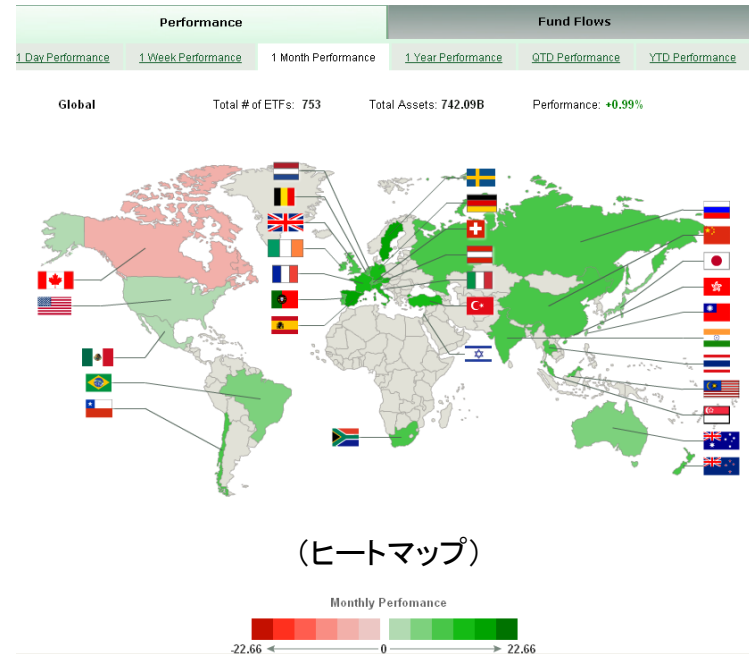 Performance Fund Flows
1 Day Performance 1 Week Performance 1 Month Performance 1 Year Performance QTD Performance YTD Performance
Global Total # of ETFs: 753 Total Assets: 742.09B Performance: +0.99%
（ヒートマップ）
Monthly Perfomance
-22.66 0 22.66